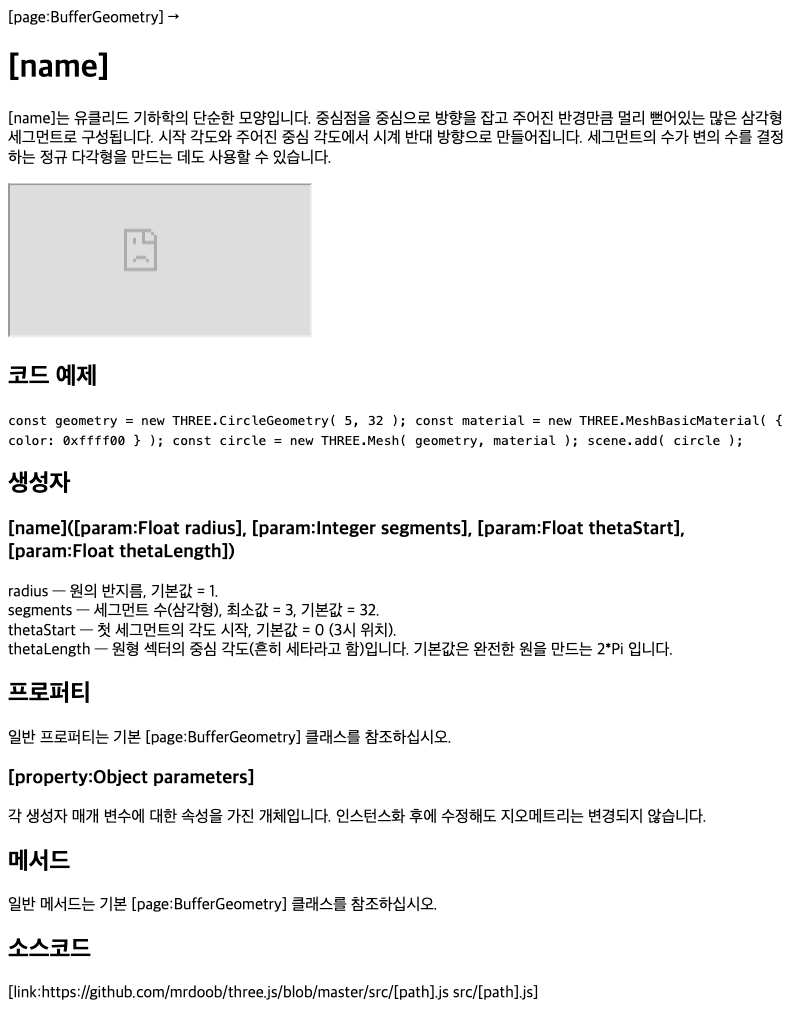 [page:BufferGeometry] →
[name]
[name]는 유클리드 기하학의 단순한 모양입니다. 중심점을 중심으로 방향을 잡고 주어진 반경만큼 멀리 뻗어있는 많은 삼각형
세그먼트로 구성됩니다. 시작 각도와 주어진 중심 각도에서 시계 반대 방향으로 만들어집니다. 세그먼트의 수가 변의 수를 결정
하는 정규 다각형을 만드는 데도 사용할 수 있습니다.
코드 예제
const geometry = new THREE.CircleGeometry( 5, 32 ); const material = new THREE.MeshBasicMaterial( {
color: 0xffff00 } ); const circle = new THREE.Mesh( geometry, material ); scene.add( circle );
생성자
[name]([param:Float radius], [param:Integer segments], [param:Float thetaStart],
[param:Float thetaLength])
radius — 원의 반지름, 기본값 = 1.
segments — 세그먼트 수(삼각형), 최소값 = 3, 기본값 = 32.
thetaStart — 첫 세그먼트의 각도 시작, 기본값 = 0 (3시 위치).
thetaLength — 원형 섹터의 중심 각도(흔히 세타라고 함)입니다. 기본값은 완전한 원을 만드는 2*Pi 입니다.
프로퍼티
일반 프로퍼티는 기본 [page:BufferGeometry] 클래스를 참조하십시오.
[property:Object parameters]
각 생성자 매개 변수에 대한 속성을 가진 개체입니다. 인스턴스화 후에 수정해도 지오메트리는 변경되지 않습니다.
메서드
일반 메서드는 기본 [page:BufferGeometry] 클래스를 참조하십시오.
소스코드
[link:https://github.com/mrdoob/three.js/blob/master/src/[path].js src/[path].js]